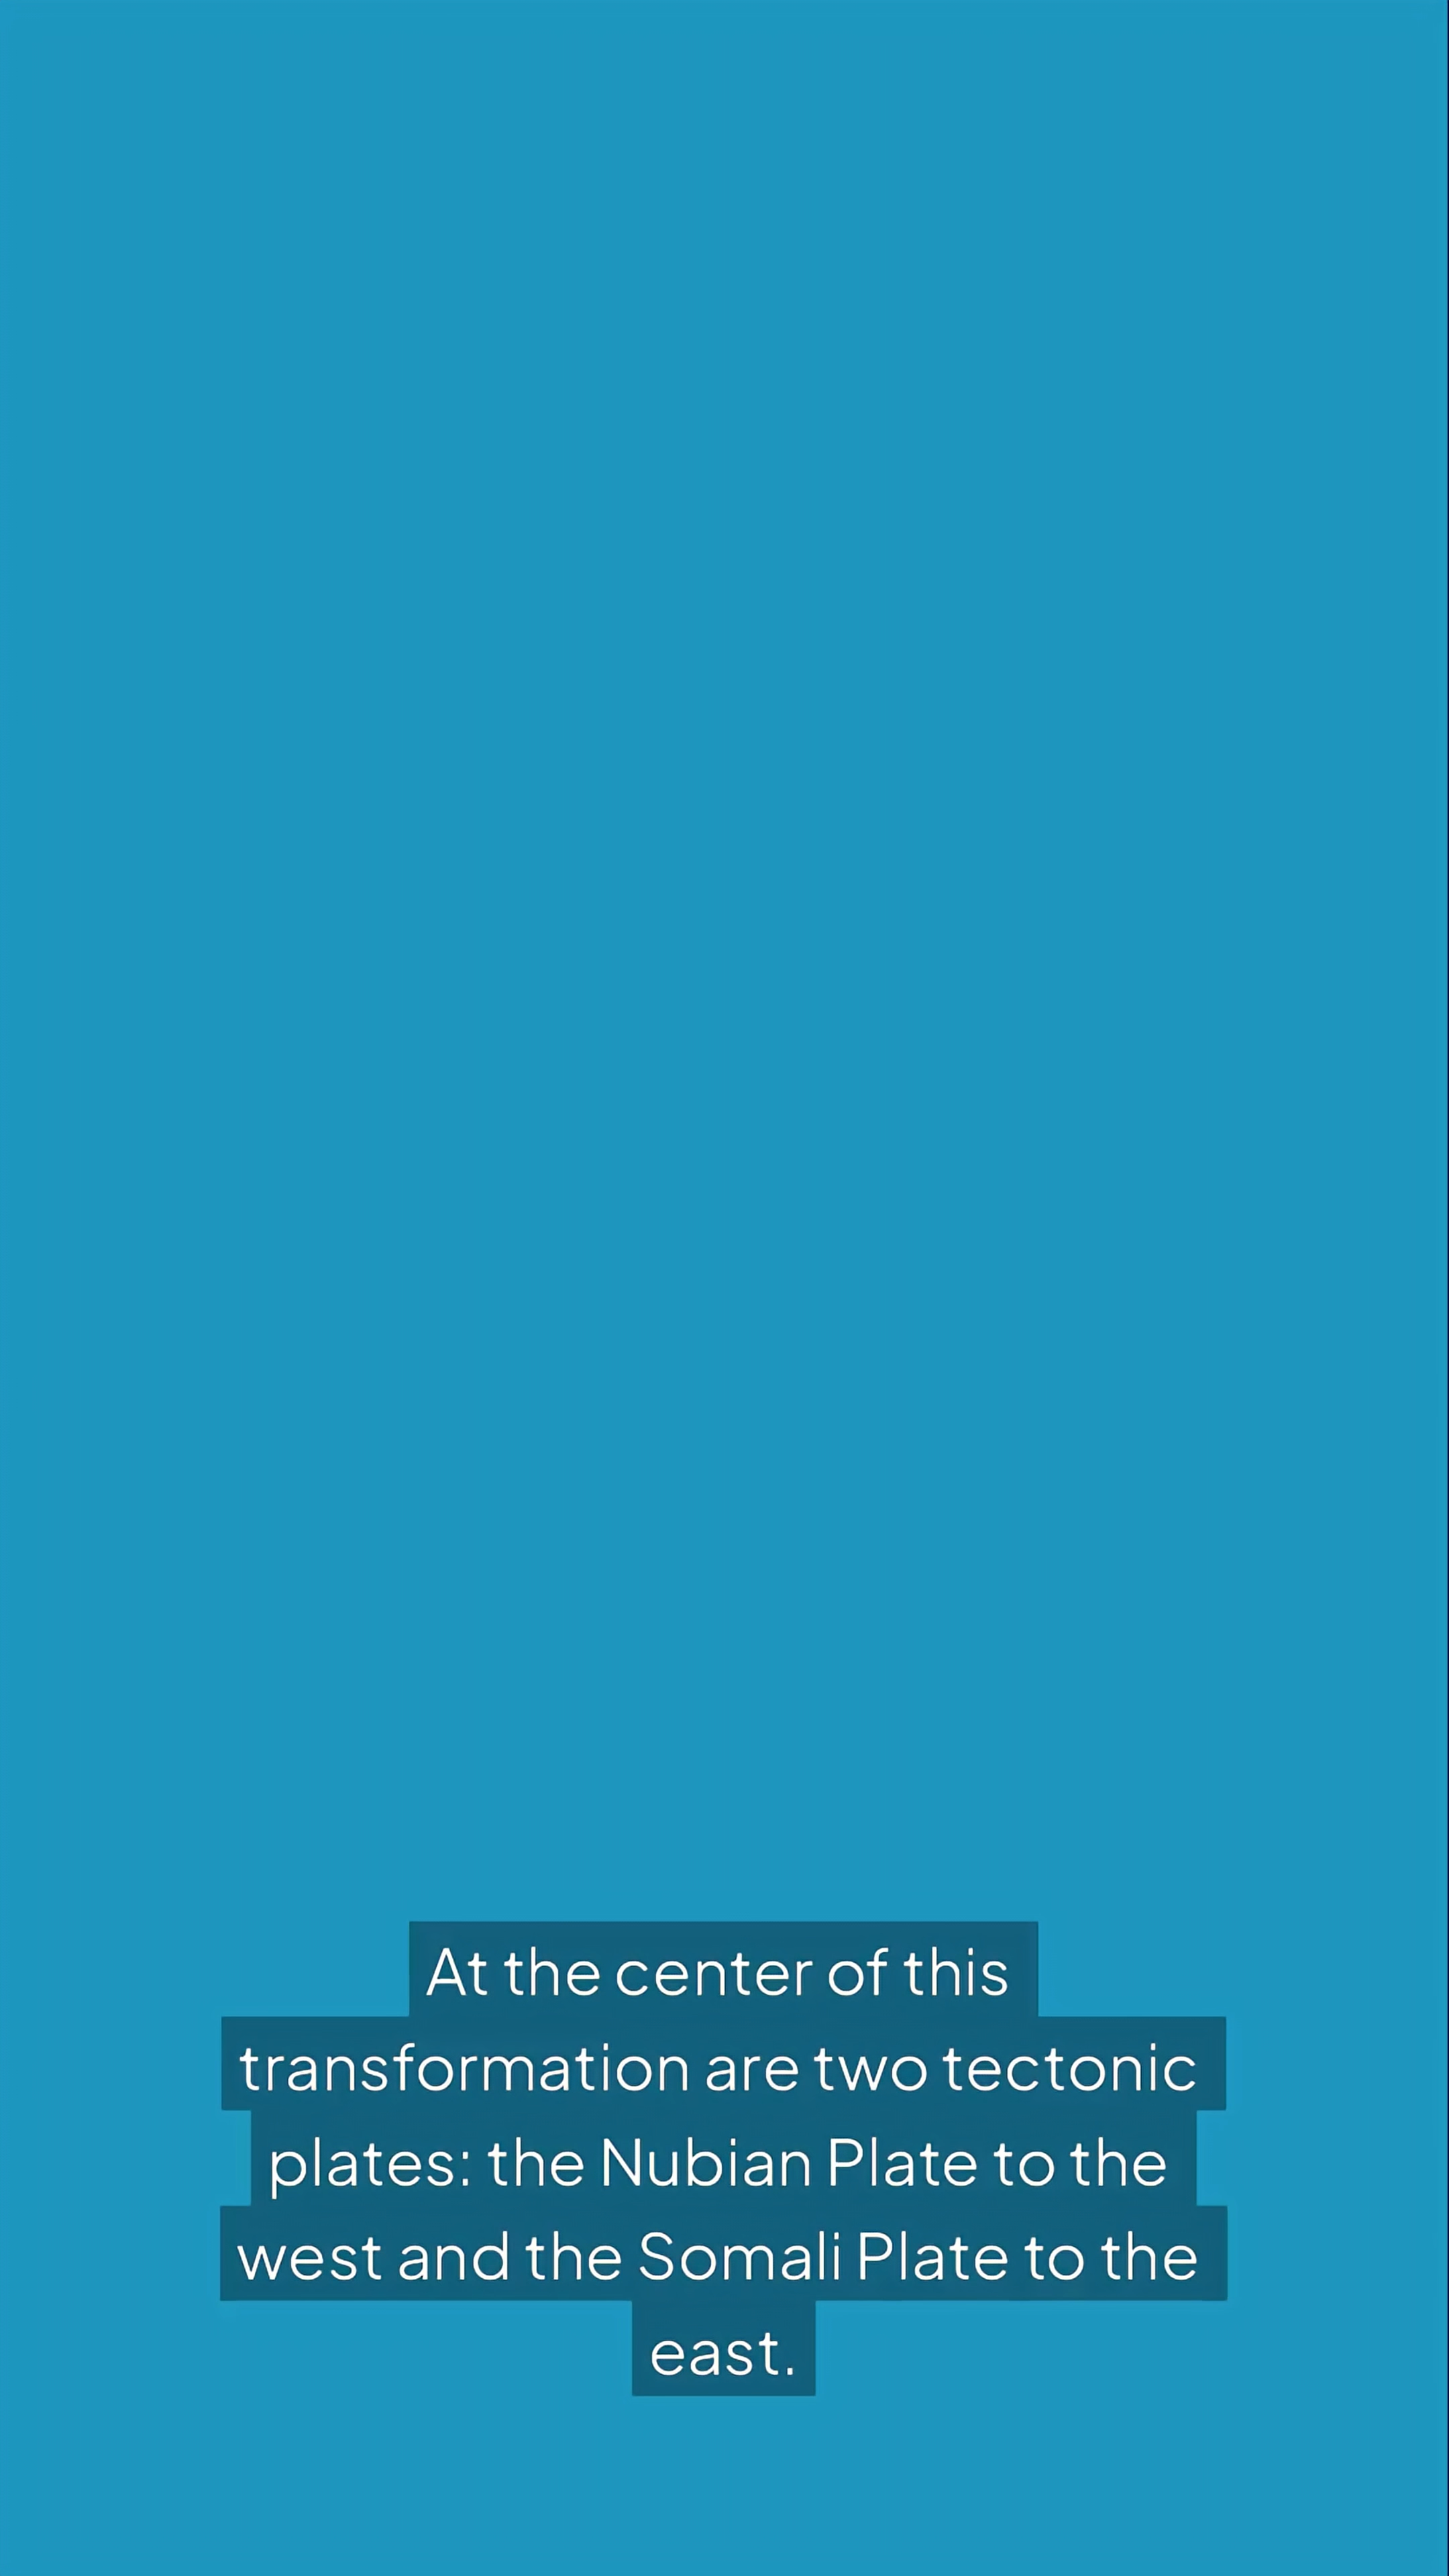 At the center of this
transformation are two tectonic
plates: the Nubian Plate to the
west and the Somali Plate to the
east.